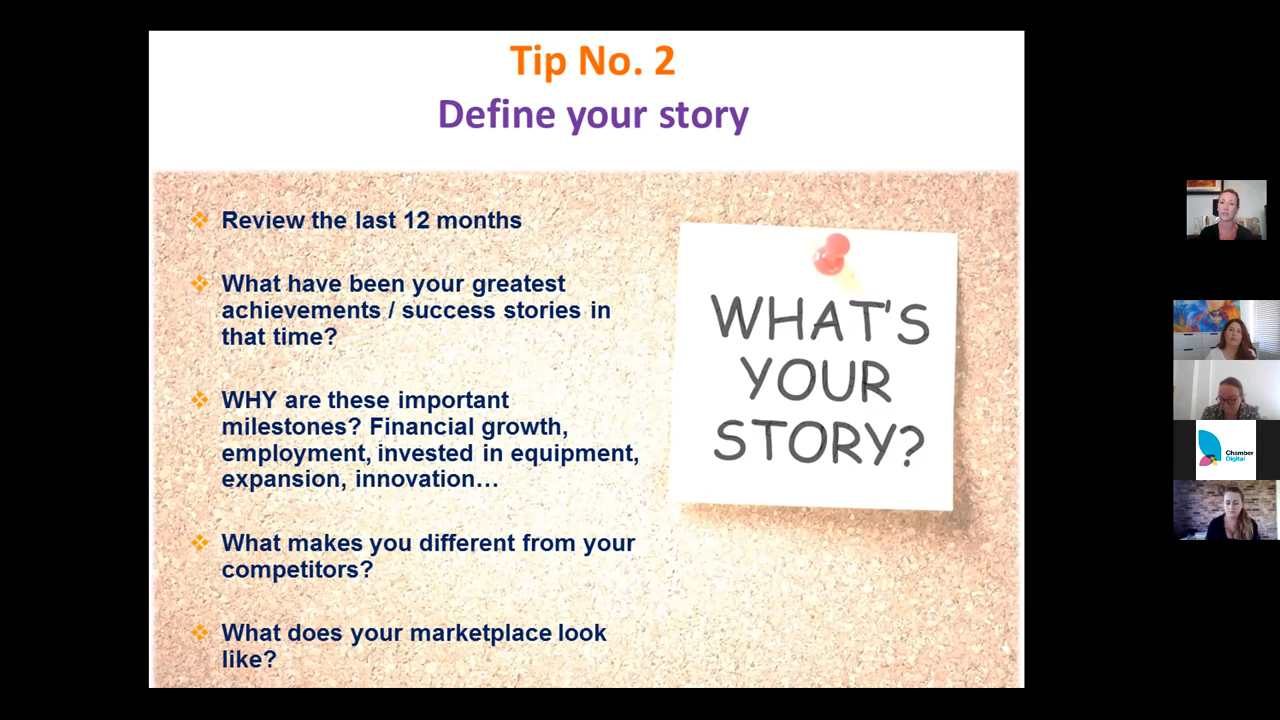 Tip No. 2
Define your story
Review the last 12 months
What have been your greatest
achievements / success stories in
that time?
WHY are these important
milestones? Financial growth,
employment, invested in equipment,
expansion, innovation...
What makes you different from your
competitors?
What does your marketplace look
like?
WHAT'S
YOUR
STORY?
Chamber
Digital